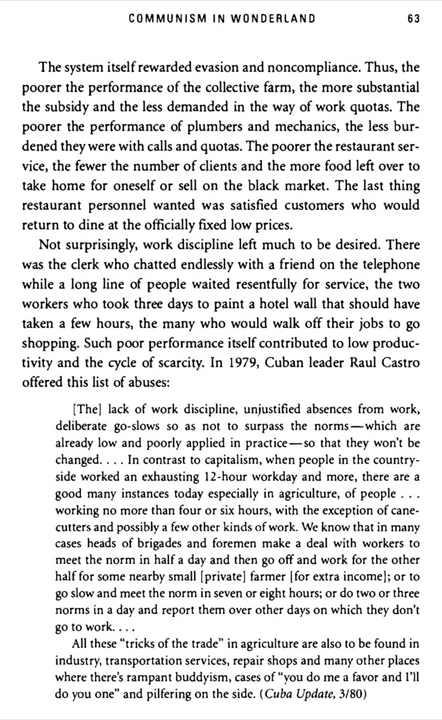 COMMUNISM IN WONDERLAND 63
The system itself rewarded evasion and noncompliance. Thus, the
poorer the performance of the collective farm, the more substantial
the subsidy and the less demanded in the way of work quotas. The
poorer the performance of plumbers and mechanics, the less bur-
dened they were with calls and quotas. The poorer the restaurant ser-
vice, the fewer the number of clients and the more food left over to
take home for oneself or sell on the black market. The last thing
restaurant personnel wanted was satisfied customers who would
return to dine at the officially fixed low prices.
Not surprisingly, work discipline left much to be desired. There
was the clerk who chatted endlessly with a friend on the telephone
while a long line of people waited resentfully for service, the two
workers who took three days to paint a hotel wall that should have
taken a few hours, the many who would walk off their jobs to go
shopping. Such poor performance itself contributed to low produc-
tivity and the cycle of scarcity. In 1979, Cuban leader Raul Castro
offered this list of abuses:
[The] lack of work discipline, unjustified absences from work,
deliberate go-slows so as not to surpass the norms—which are
already low and poorly applied in practice—so that they won't be
changed. . . . In contrast to capitalism, when people in the country-
side worked an exhausting 12-hour workday and more, there are a
good many instances today especially in agriculture, of people . . .
working no more than four or six hours, with the exception of cane-
cutters and possibly a few other kinds of work. We know that in many
cases heads of brigades and foremen make a deal with workers to
meet the norm in half a day and then go off and work for the other
half for some nearby small [private] farmer [for extra income]; or to
go slow and meet the norm in seven or eight hours; or do two or three
norms in a day and report them over other days on which they don't
go to work. . . .
All these "tricks of the trade" in agriculture are also to be found in
industry, transportation services, repair shops and many other places
where there's rampant buddyism, cases of "you do me a favor and I'll
do you one" and pilfering on the side. (Cuba Update, 3/80)